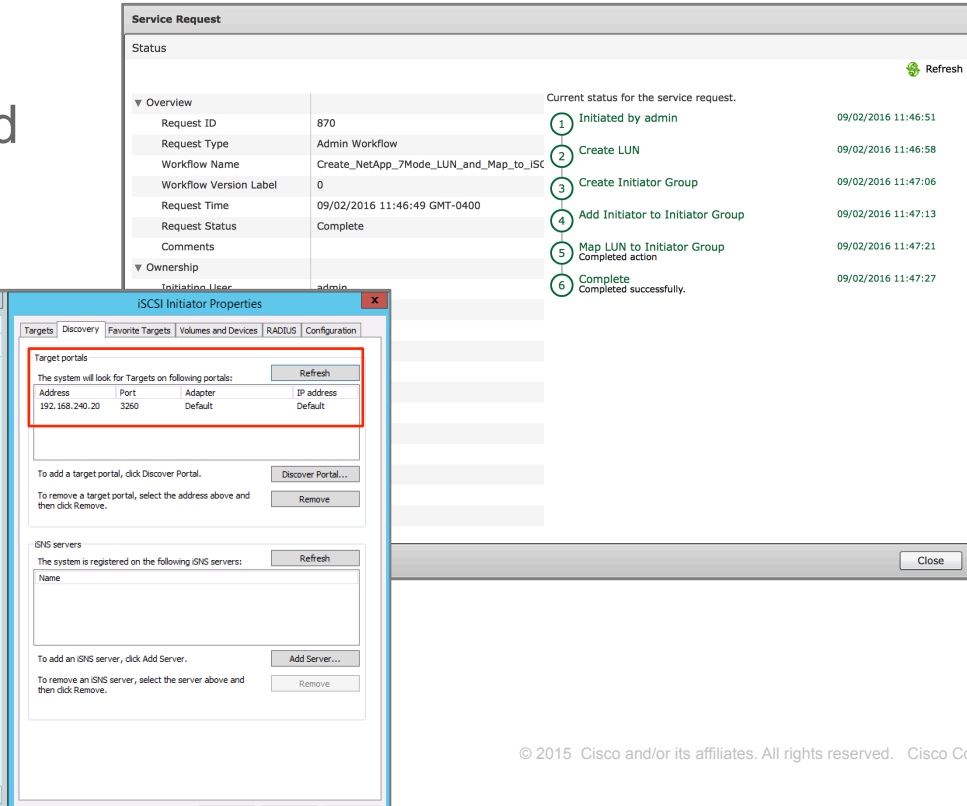 d
Service Request
Status
Refresh
Overview
Request ID 870
Request Type Admin Workflow
Workflow Name Create_NetApp_7Mode_LUN_and_Map_to_iSC
Workflow Version Label 0
Request Time 09/02/2016 11:46:49 GMT-0400
Request Status Complete
Comments
Ownership
Initiating User admin
Current status for the service request.
1 Initiated by admin 09/02/2016 11:46:51
2 Create LUN 09/02/2016 11:46:58
3 Create Initiator Group 09/02/2016 11:47:06
4 Add Initiator to Initiator Group 09/02/2016 11:47:13
5 Map LUN to Initiator Group 09/02/2016 11:47:21
Completed action
6 Complete 09/02/2016 11:47:27
Completed successfully.
Close
iSCSI Initiator Properties
x
Targets Discovery Favorite Targets Volumes and Devices RADIUS Configuration
Target portals
The system will look for Targets on following portals: Refresh
Address Port Adapter IP address
192.168.240.20 3260 Default Default
To add a target portal, click Discover Portal. Discover Portal...
To remove a target portal, select the address above and
then click Remove.
Remove
iSNS servers
The system is registered on the following iSNS servers: Refresh
Name
To add an iSNS server, click Add Server. Add Server...
To remove an iSNS server, select the server above and
then click Remove.
Remove
© 2015 Cisco and/or its affiliates. All rights reserved. Cisco Co